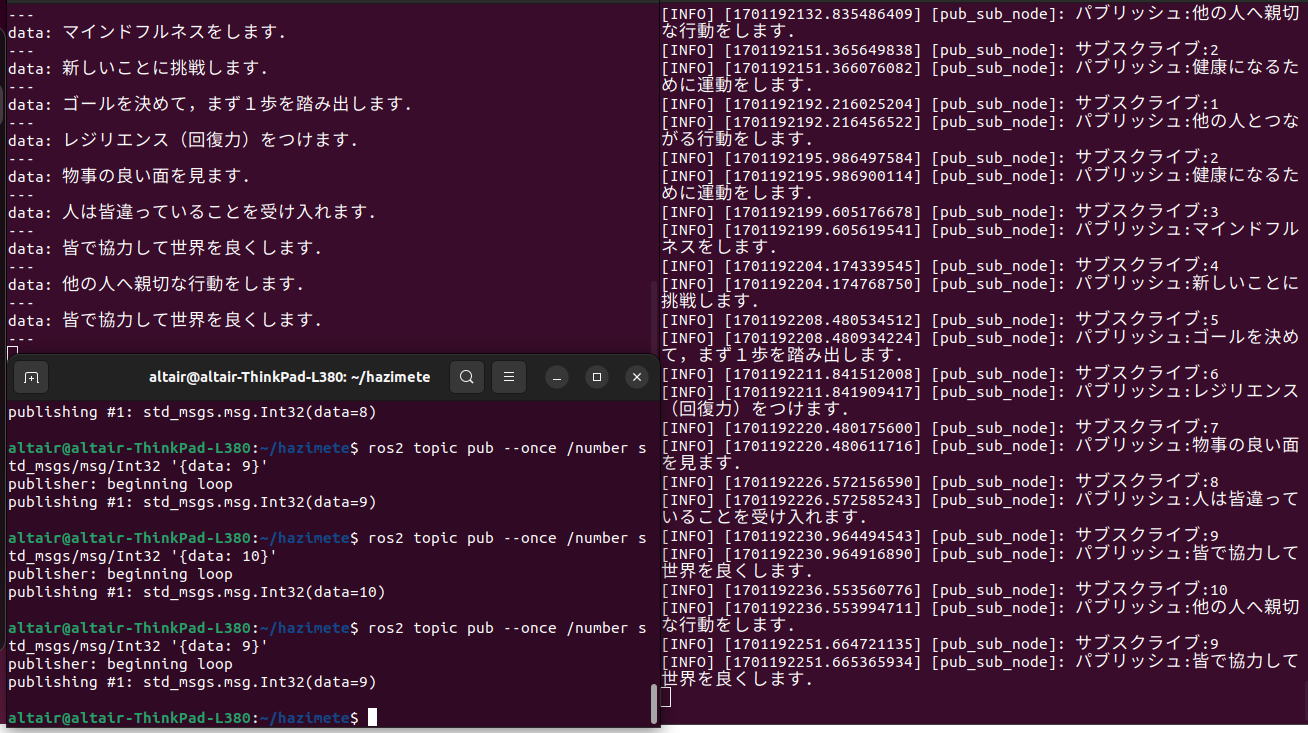 ---
data: マインドフルネスをします.
---
data: 新しいことに挑戦します.
---
data: ゴールを決めて，まず１歩を踏み出します.
---
data: レジリエンス（回復力）をつけます.
---
data: 物事の良い面を見ます.
---
data: 人は皆違っていることを受け入れます.
---
data: 皆で協力して世界を良くします.
---
data: 他の人へ親切な行動をします.
---
data: 皆で協力して世界を良くします.
---
altair@altair-ThinkPad-L380: ~/hazimete
publishing #1: std_msgs.msg.Int32(data=8)
altair@altair-ThinkPad-L380:~/hazimete$ ros2 topic pub --once /number s
td_msgs/msg/Int32 '{data: 9}'
publisher: beginning loop
publishing #1: std_msgs.msg.Int32(data=9)
altair@altair-ThinkPad-L380:~/hazimete$ ros2 topic pub --once /number s
td_msgs/msg/Int32 '{data: 10}'
publisher: beginning loop
publishing #1: std_msgs.msg.Int32(data=10)
altair@altair-ThinkPad-L380:~/hazimete$ ros2 topic pub --once /number s
td_msgs/msg/Int32 '{data: 9}'
publisher: beginning loop
publishing #1: std_msgs.msg.Int32(data=9)
altair@altair-ThinkPad-L380:~/hazimete$
[INFO] [1701192132.835486409] [pub_sub_node]: パブリッシュ:他の人へ親切
な行動をします.
[INFO] [1701192151.365649838] [pub_sub_node]: サブスクライブ:2
[INFO] [1701192151.366076082] [pub_sub_node]: パブリッシュ:健康になるた
めに運動をします.
[INFO] [1701192192.216025204] [pub_sub_node]: サブスクライブ:1
[INFO] [1701192192.216456522] [pub_sub_node]: パブリッシュ:他の人とつな
がる行動をします.
[INFO] [1701192195.986497584] [pub_sub_node]: サブスクライブ:2
[INFO] [1701192195.986900114] [pub_sub_node]: パブリッシュ:健康になるた
めに運動をします.
[INFO] [1701192199.605176678] [pub_sub_node]: サブスクライブ:3
[INFO] [1701192199.605619541] [pub_sub_node]: パブリッシュ:マインドフル
ネスをします.
[INFO] [1701192204.174339545] [pub_sub_node]: サブスクライブ:4
[INFO] [1701192204.174768750] [pub_sub_node]: パブリッシュ:新しいことに
挑戦します.
[INFO] [1701192208.480534512] [pub_sub_node]: サブスクライブ:5
[INFO] [1701192208.480934224] [pub_sub_node]: パブリッシュ:ゴールを決め
て，まず１歩を踏み出します.
[INFO] [1701192211.841512008] [pub_sub_node]: サブスクライブ:6
[INFO] [1701192211.841909417] [pub_sub_node]: パブリッシュ:レジリエンス
（回復力）をつけます.
[INFO] [1701192220.480175600] [pub_sub_node]: サブスクライブ:7
[INFO] [1701192220.480611716] [pub_sub_node]: パブリッシュ:物事の良い面
を見ます.
[INFO] [1701192226.572156590] [pub_sub_node]: サブスクライブ:8
[INFO] [1701192226.572585243] [pub_sub_node]: パブリッシュ:人は皆違って
いることを受け入れます.
[INFO] [1701192230.964494543] [pub_sub_node]: サブスクライブ:9
[INFO] [1701192230.964916890] [pub_sub_node]: パブリッシュ:皆で協力して
世界を良くします.
[INFO] [1701192236.553560776] [pub_sub_node]: サブスクライブ:10
[INFO] [1701192236.553994711] [pub_sub_node]: パブリッシュ:他の人へ親切
な行動をします.
[INFO] [1701192251.664721135] [pub_sub_node]: サブスクライブ:9
[INFO] [1701192251.665365934] [pub_sub_node]: パブリッシュ:皆で協力して
世界を良くします.